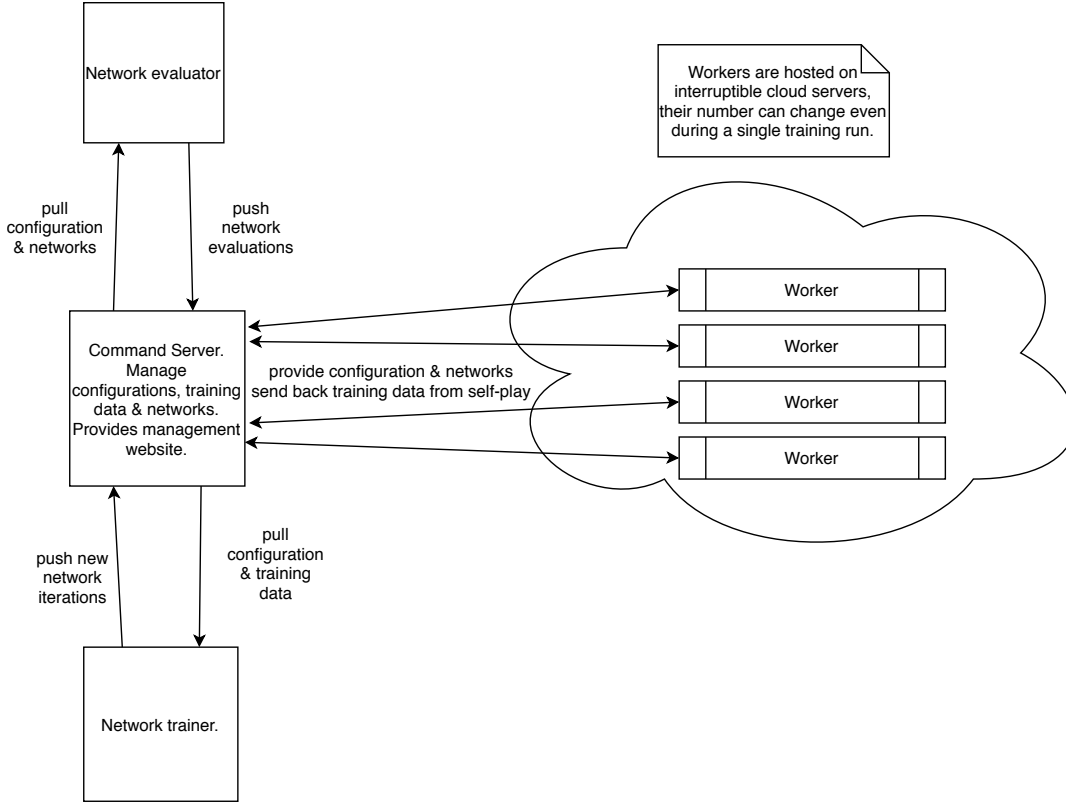 Network evaluator
Workers are hosted on
interruptible cloud servers,
their number can change even
during a single training run.
pull
configuration
& networks
push
network
evaluations
Worker
Worker
Worker
Worker
Command Server.
Manage
configurations, training
data & networks.
Provides management
website.
provide configuration & networks
send back training data from self-play
push new
network
iterations
pull
configuration
& training
data
Network trainer.